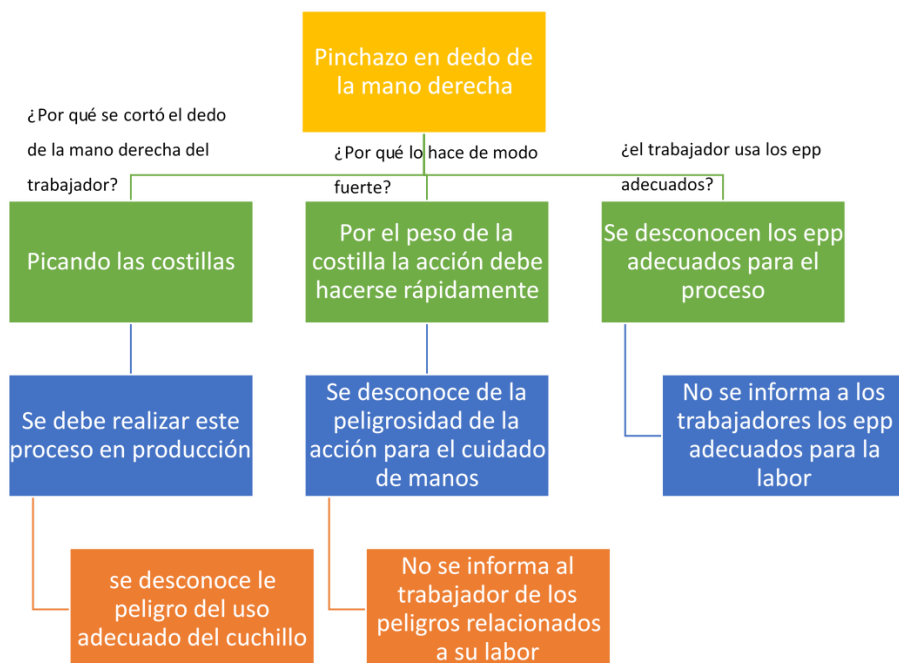 Pinchazo en dedo de
la mano derecha
¿Por qué se cortó el dedo
de la mano derecha del
trabajador?
¿Por qué lo hace de modo
fuerte?
¿el trabajador usa los epp
adecuados?
Picando las costillas
Por el peso de la
costilla la acción debe
hacerse rápidamente
Se desconocen los epp
adecuados para el
proceso
Se debe realizar este
proceso en producción
Se desconoce de la
peligrosidad de la
acción para el cuidado
de manos
No se informa a los
trabajadores los epp
adecuados para la
labor
se desconoce le
peligro del uso
adecuado del cuchillo
No se informa al
trabajador de los
peligros relacionados
a su labor